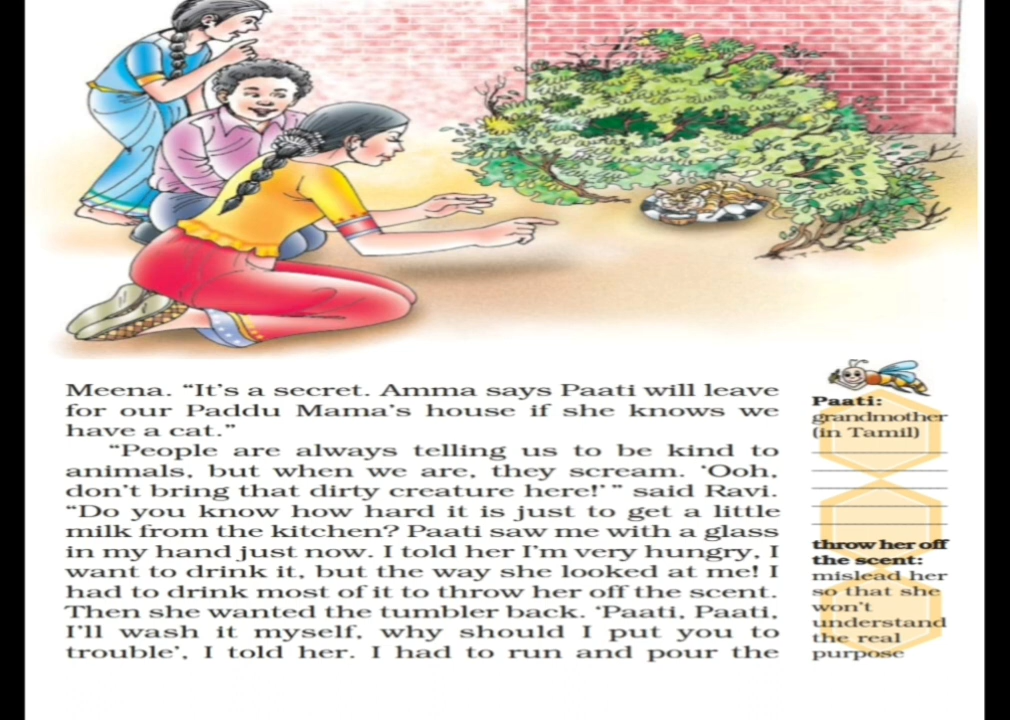 Meena. “It's a secret. Amma says Paati will leave
for our Paddu Mama's house if she knows we
have a cat.”
“People are always telling us to be kind to
animals, but when we are, they scream. ‘Ooh,
don't bring that dirty creature here!’ ” said Ravi.
“Do you know how hard it is just to get a little
milk from the kitchen? Paati saw me with a glass
in my hand just now. I told her I'm very hungry, I
want to drink it, but the way she looked at me! I
had to drink most of it to throw her off the scent.
Then she wanted the tumbler back. ‘Paati, Paati,
I'll wash it myself, why should I put you to
trouble’, I told her. I had to run and pour the
Paati:
grandmother
(in Tamil)
throw her off
the scent:
mislead her
so that she
won't
understand
the real
purpose